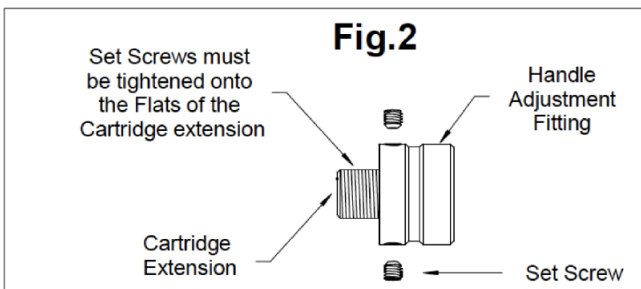 Fig.2
Set Screws must
be tightened onto
the Flats of the
Cartridge extension
Handle
Adjustment
Fitting
Cartridge
Extension
Set Screw